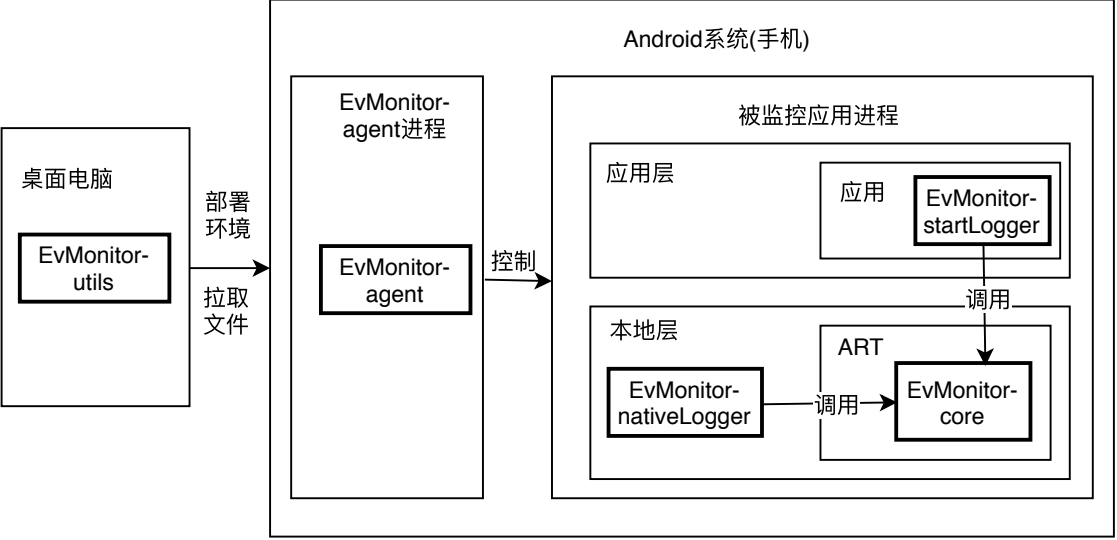 Android系统(手机)
桌面电脑
EvMonitor-
utils
部署
环境
拉取
文件
EvMonitor-
agent进程
EvMonitor-
agent
控制
被监控应用进程
应用层
应用
EvMonitor-
startLogger
调用
本地层
ART
EvMonitor-
nativeLogger
调用
EvMonitor-
core